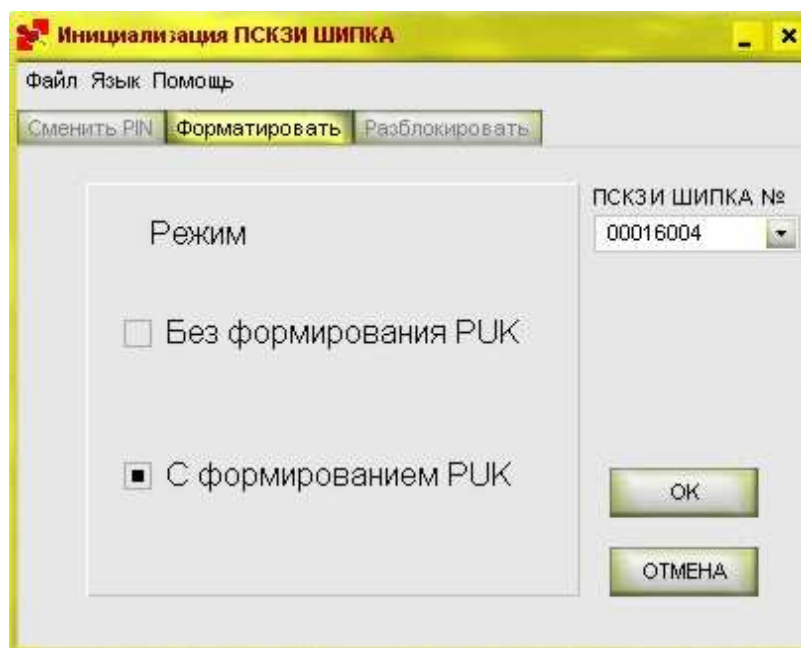 Инициализация ПСКЗИ ШИПКА
Файл Язык Помощь
Сменить PIN Форматировать Разблокировать
ПСКЗИ ШИПКА №
00016004
Режим
Без формирования PUK
С формированием PUK
ОК
ОТМЕНА